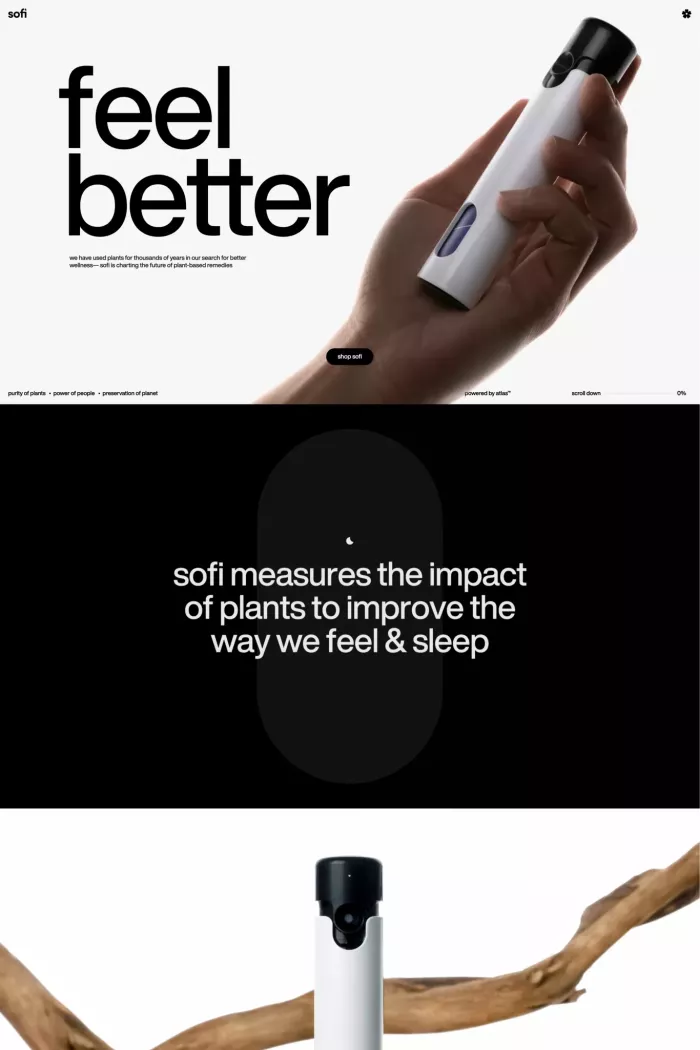 sofi
feel
better
we have used plants for thousands of years in our search for better
wellness— sofi is charting the future of plant-based remedies
shop sofi
purity of plants • power of people • preservation of planet
powered by atlas™
scroll down
0%
sofi measures the impact
of plants to improve the
way we feel & sleep